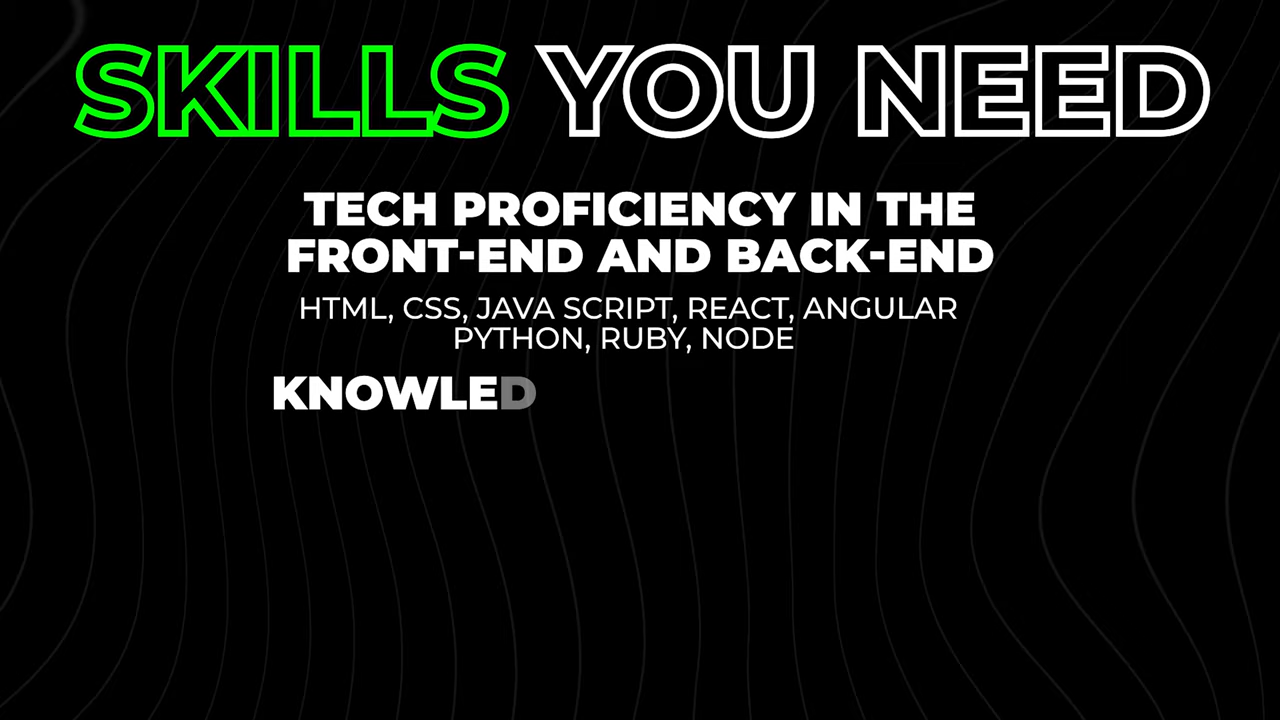 SKILLS YOU NEED
TECH PROFICIENCY IN THE
FRONT-END AND BACK-END
HTML, CSS, JAVA SCRIPT, REACT, ANGULAR
PYTHON, RUBY, NODE
KNOWLED